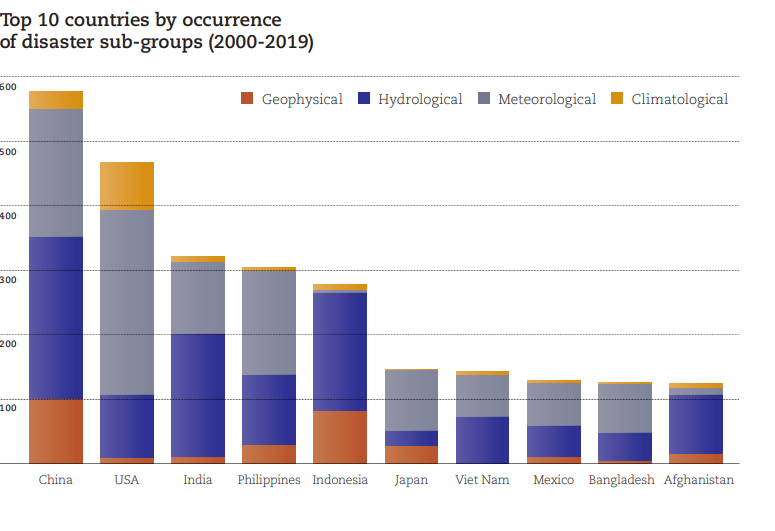 Top 10 countries by occurrence
of disaster sub-groups (2000-2019)
600
Geophysical Hydrological Meteorological Climatological
500
400
300
200
100
China USA India Philippines Indonesia Japan Viet Nam Mexico Bangladesh Afghanistan